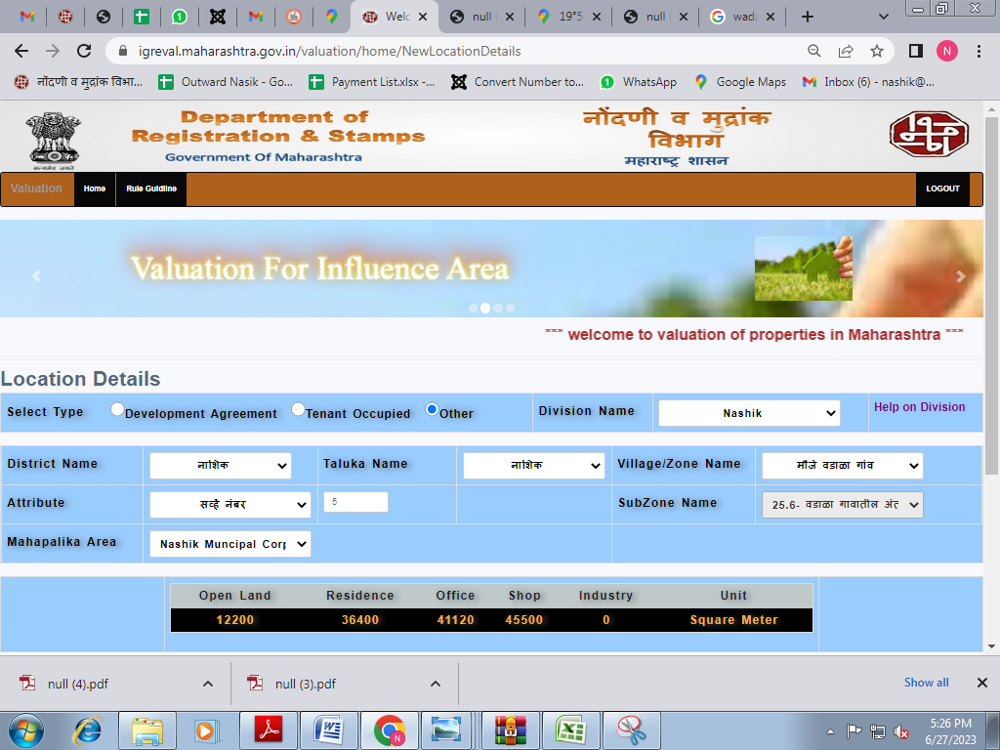 Welc
null
19°5
null
wada
igreval.maharashtra.gov.in/valuation/home/NewLocationDetails
N
नोंदणी व मुद्रांक विभा...
Outward Nasik - Go...
Payment List.xlsx -...
Convert Number to...
WhatsApp
Google Maps
Inbox (6) - nashik@...
Department of
Registration & Stamps
Government Of Maharashtra
नोंदणी व मुद्रांक
विभाग
महाराष्ट्र शासन
सत्यमेव जयते
Valuation
Home
Rule Guidline
LOGOUT
Valuation For Influence Area
*** welcome to valuation of properties in Maharashtra ***
Location Details
Select Type Development Agreement Tenant Occupied Other Division Name Nashik Help on Division
District Name नाशिक Taluka Name नाशिक Village/Zone Name मौजे वडाळा गांव
Attribute सर्व्हे नंबर 5 SubZone Name 25.6- वडाळा गावातील अंत
Mahapalika Area Nashik Muncipal Corp
Open Land Residence Office Shop Industry Unit
12200 36400 41120 45500 0 Square Meter
null (4).pdf
null (3).pdf
Show all
5:26 PM
6/27/2023